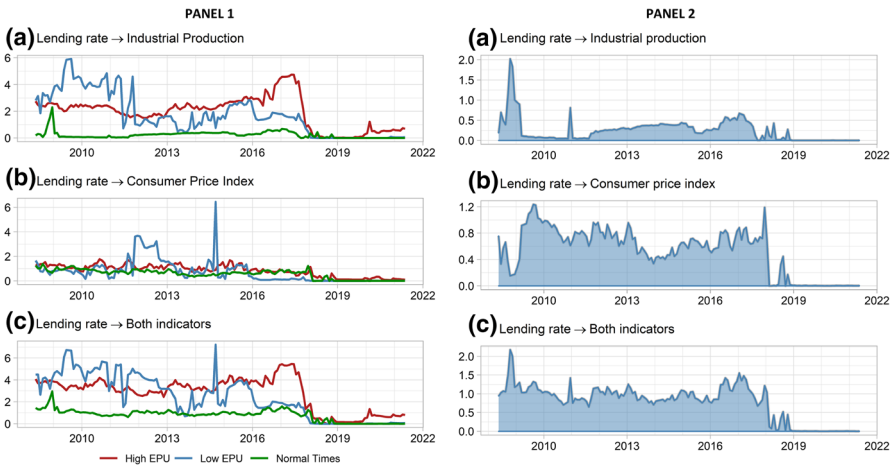 PANEL 1
(a) Lending rate → Industrial Production
6
4
2
0
2010 2013 2016 2019 2022
(b) Lending rate → Consumer Price Index
6
4
2
0
2010 2013 2016 2019 2022
(c) Lending rate → Both indicators
6
4
2
0
2010 2013 2016 2019 2022
High EPU Low EPU Normal Times
PANEL 2
(a) Lending rate → Industrial production
2.0
1.5
1.0
0.5
0.0
2010 2013 2016 2019 2022
(b) Lending rate → Consumer price index
1.2
0.8
0.4
0.0
2010 2013 2016 2019 2022
(c) Lending rate → Both indicators
2.0
1.5
1.0
0.5
0.0
2010 2013 2016 2019 2022